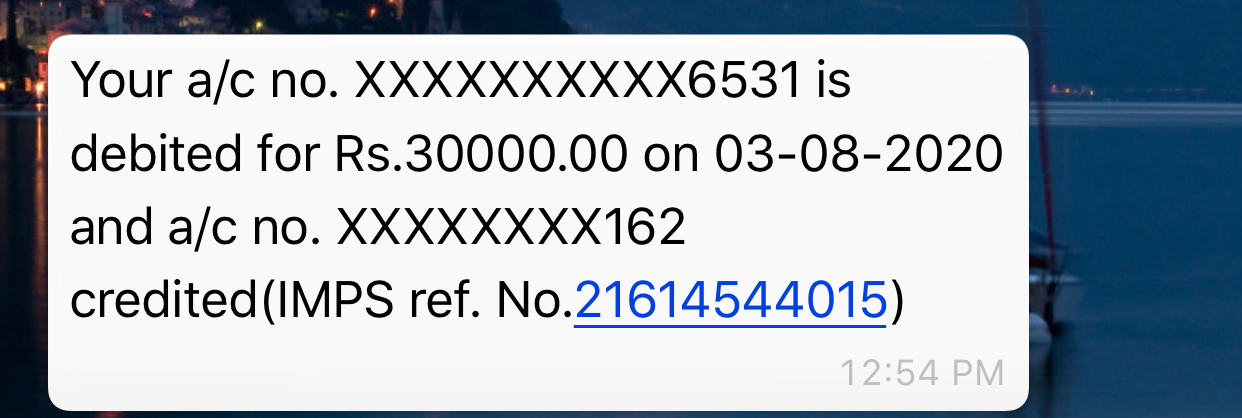 Your a/c no. XXXXXXXXXX6531 is
debited for Rs.30000.00 on 03-08-2020
and a/c no. XXXXXXXX162
credited(IMPS ref. No.21614544015)
12:54 PM